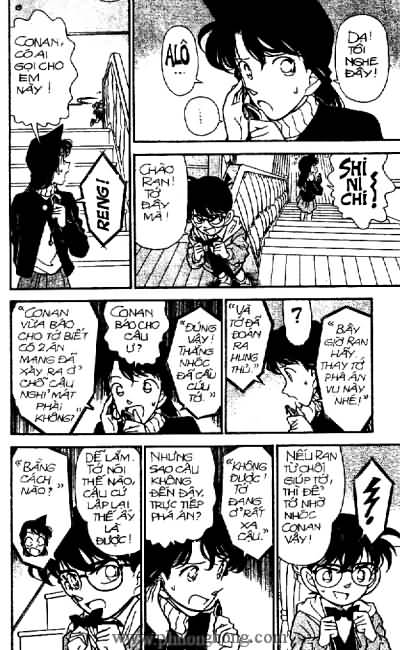 CONAN,
CÓ AI
GỌI CHO
EM
NÀY!
RENG!
DẠ!
TÔI
NGHE
ĐÂY!
ALÔ
...
CHÀO
RAN!
TỚ
ĐÂY
MÀ!
SHI
NI
CHI!
"CONAN
VỪA BÁO
CHO TỚ BIẾT
CÓ 2 ÁN
MẠNG ĐÃ
XẢY RA Ở
CHỖ CẬU
NGHỈ MÁT
PHẢI
KHÔNG?"
CONAN
BÁO CHO
CẬU
Ư?
"ĐÚNG
VẬY!
THẰNG
NHÓC
ĐÃ CẦU
CỨU
TỚ."
"VÀ
TỚ ĐÃ
ĐOÁN
RA
HUNG
THỦ."
?
"BÂY
GIỜ RAN
HÃY
THAY TỚ
PHÁ ÁN
VỤ NÀY
NHÉ!"
"BẰNG
CÁCH
NÀO?"
DỄ LẮM.
TỚ NÓI
THẾ NÀO,
CẬU CỨ
LẶP LẠI
THẾ ẤY
LÀ
ĐƯỢC!
NHƯNG
SAO CẬU
KHÔNG
ĐẾN ĐÂY,
TRỰC TIẾP
PHÁ ÁN?
"KHÔNG
ĐƯỢC!
TỚ
ĐANG
Ở RẤT
XA
CẬU."
NẾU RAN
TỪ CHỐI
GIÚP TỚ,
THÌ ĐỂ
TỚ NHỜ
NHÓC
CONAN
VẬY!